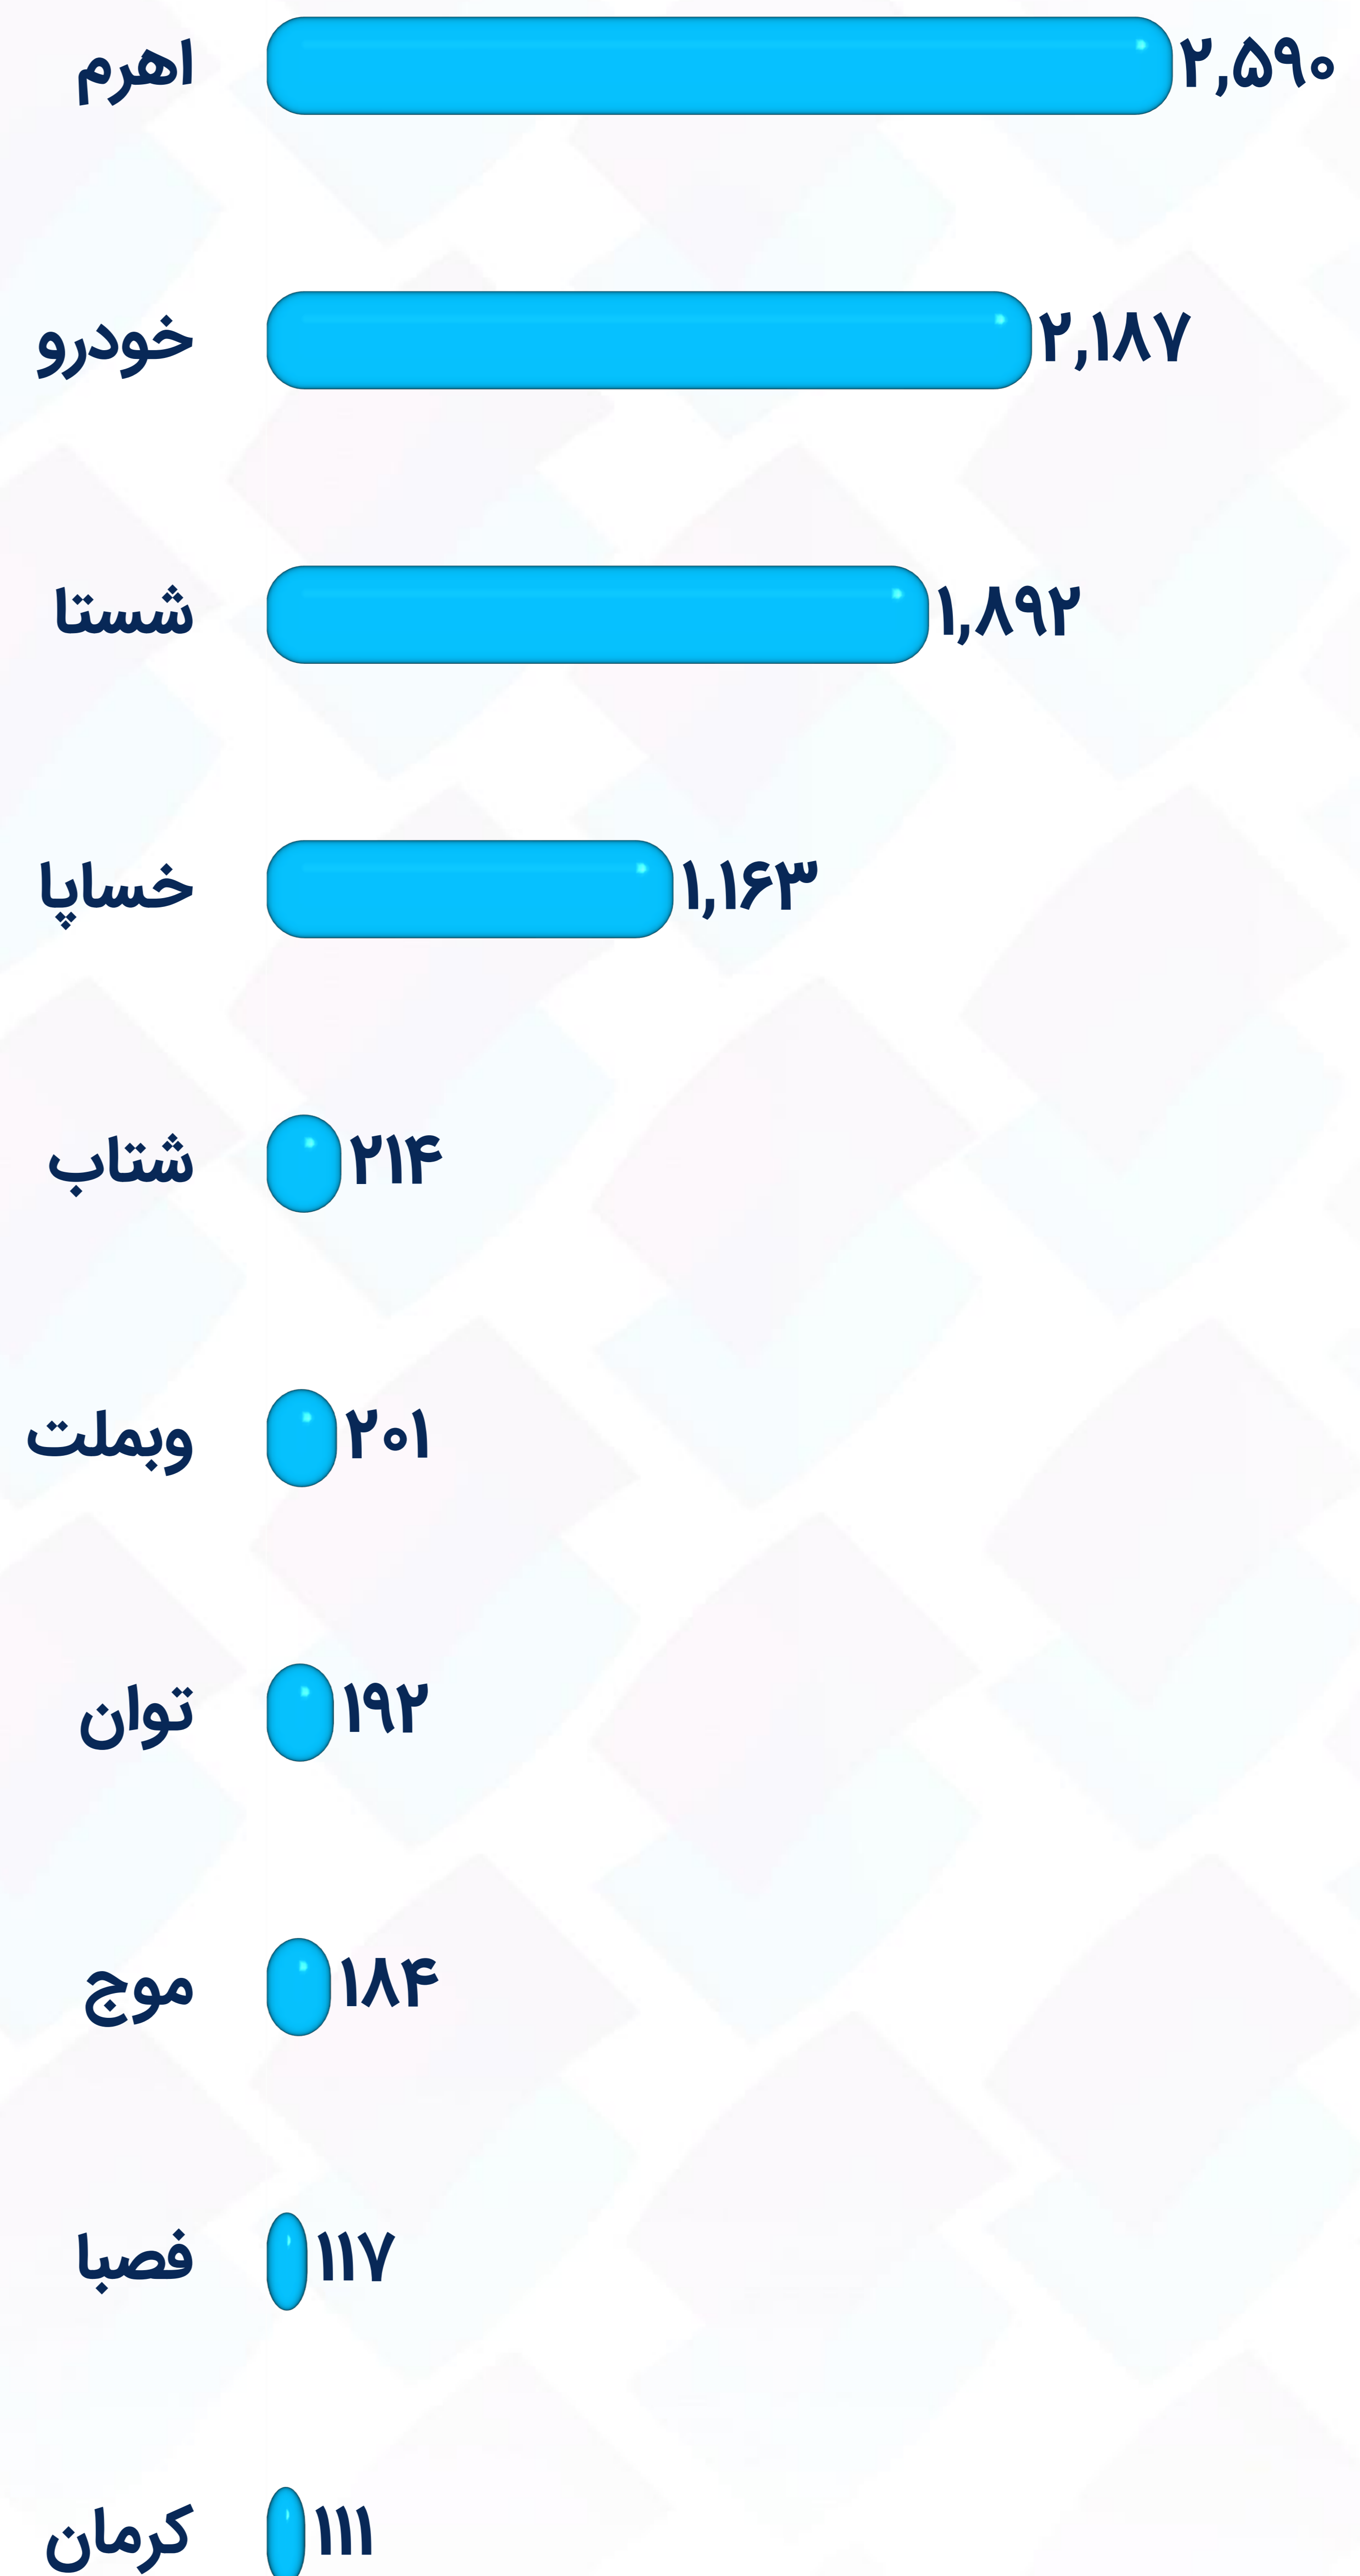 اهرم ۲,۵۹۰
خودرو ۲,۱۸۷
شستا ۱,۸۹۲
خساپا ۱,۱۶۳
شتاب ۲۱۴
وبملت ۲۰۱
توان ۱۹۲
موج ۱۸۴
فصبا ۱۱۷
کرمان ۱۱۱